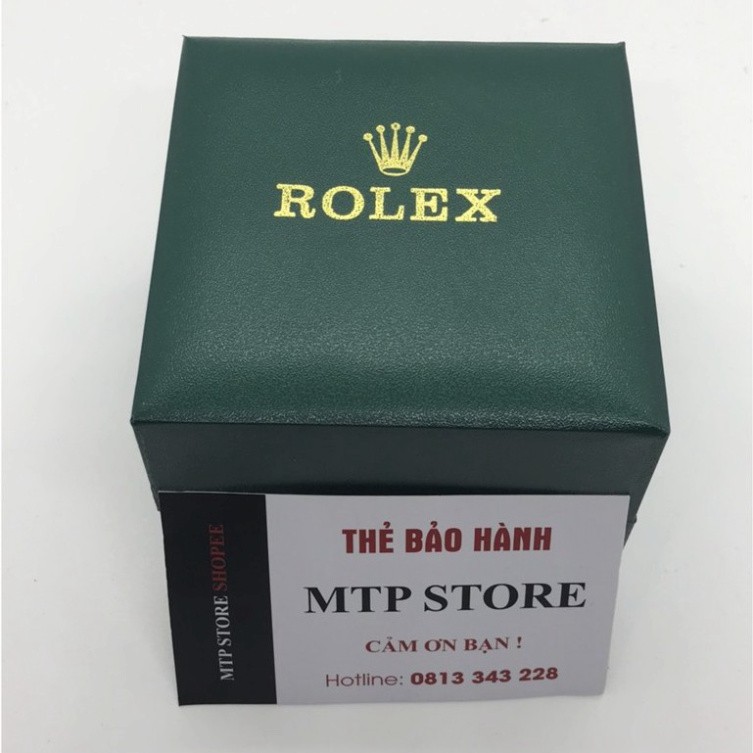 ROLEX
MTP STORE SHOPEE
THẺ BẢO HÀNH
MTP STORE
CẢM ƠN BẠN !
Hotline: 0813 343 228